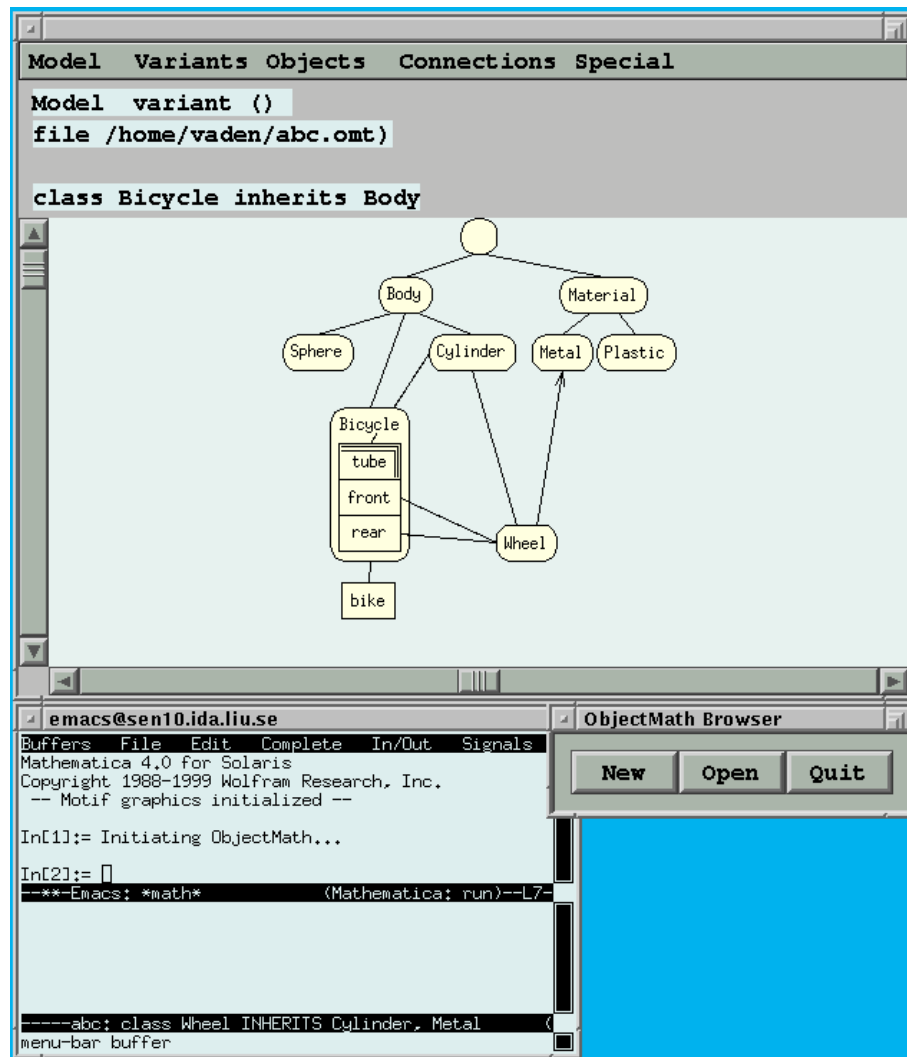 Model Variants Objects Connections Special
Model variant ()
file /home/vaden/abc.omt)
class Bicycle inherits Body
Body
Material
Sphere
Cylinder
Metal
Plastic
Bicycle
tube
front
rear
Wheel
bike
emacs@sen10.ida.liu.se
Buffers File Edit Complete In/Out Signals
Mathematica 4.0 for Solaris
Copyright 1988-1999 Wolfram Research, Inc.
-- Motif graphics initialized --
In[1]:= Initiating ObjectMath...
In[2]:=
--**-Emacs: *math* (Mathematica: run)--L7-
-----abc: class Wheel INHERITS Cylinder, Metal (
menu-bar buffer
ObjectMath Browser
New Open Quit